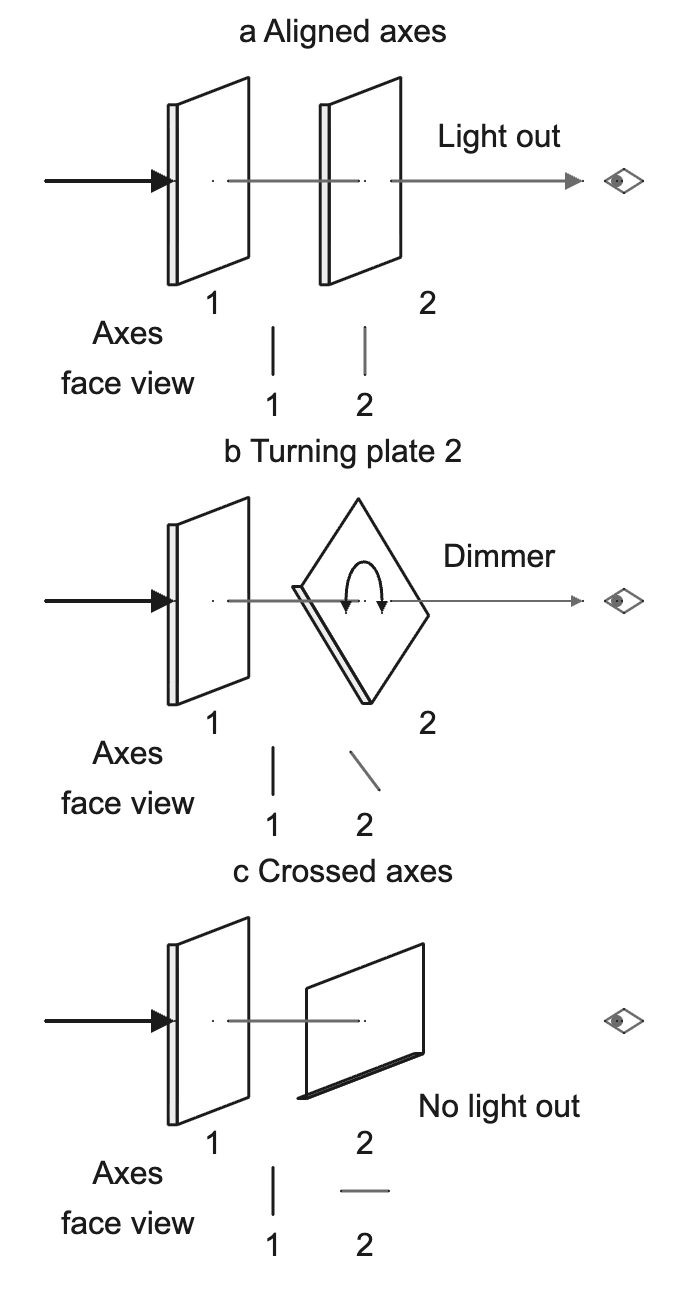 a Aligned axes
Light out
1 2
Axes
face view
1 2
b Turning plate 2
Dimmer
1 2
Axes
face view
1 2
c Crossed axes
No light out
1 2
Axes
face view
1 2